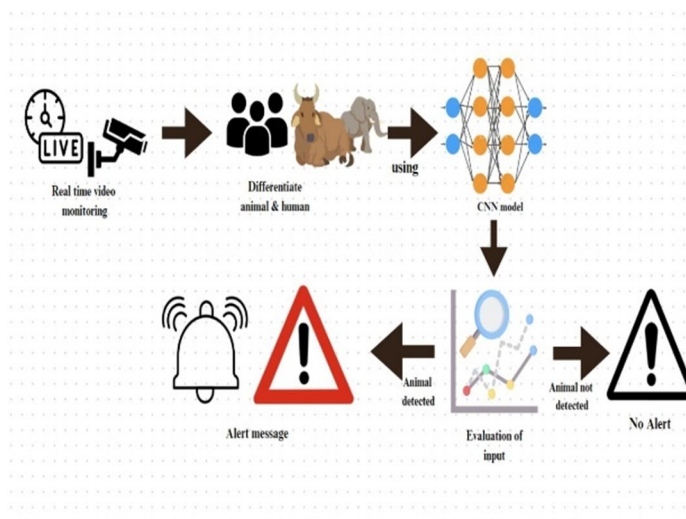 LIVE
Real time video
monitoring
Differentiate
animal & human
using
CNN model
Animal
detected
Animal not
detected
Alert message
Evaluation of
input
No Alert